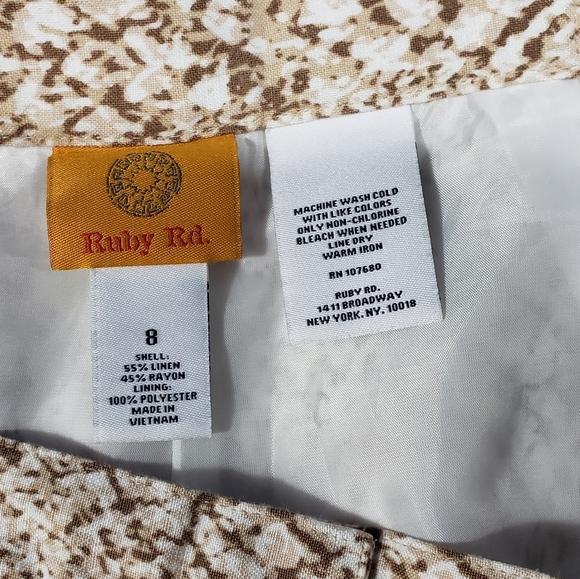 Ruby Rd.
8
SHELL:
55% LINEN
45% RAYON
LINING:
100% POLYESTER
MADE IN
VIETNAM
MACHINE WASH COLD
WITH LIKE COLORS
ONLY NON-CHLORINE
BLEACH WHEN NEEDED
LINE DRY
WARM IRON
RN 107680
RUBY RD.
1411 BROADWAY
NEW YORK, NY, 10018